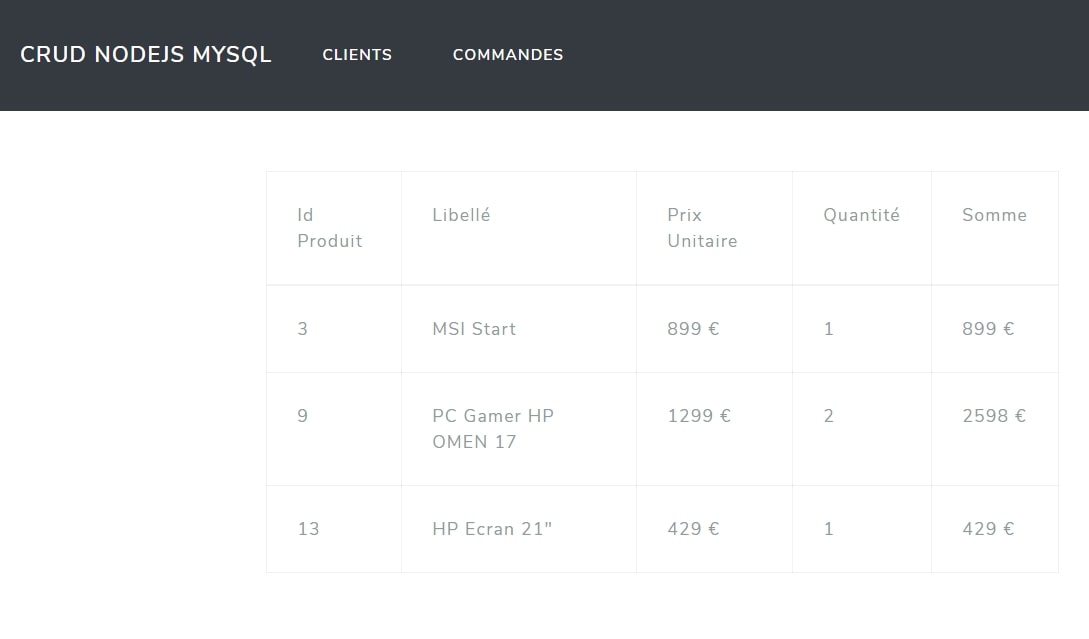 CRUD NODEJS MYSQL CLIENTS COMMANDES
Id Libellé Prix Quantité Somme
Produit Unitaire
3 MSI Start 899 € 1 899 €
9 PC Gamer HP 1299 € 2 2598 €
OMEN 17
13 HP Ecran 21" 429 € 1 429 €